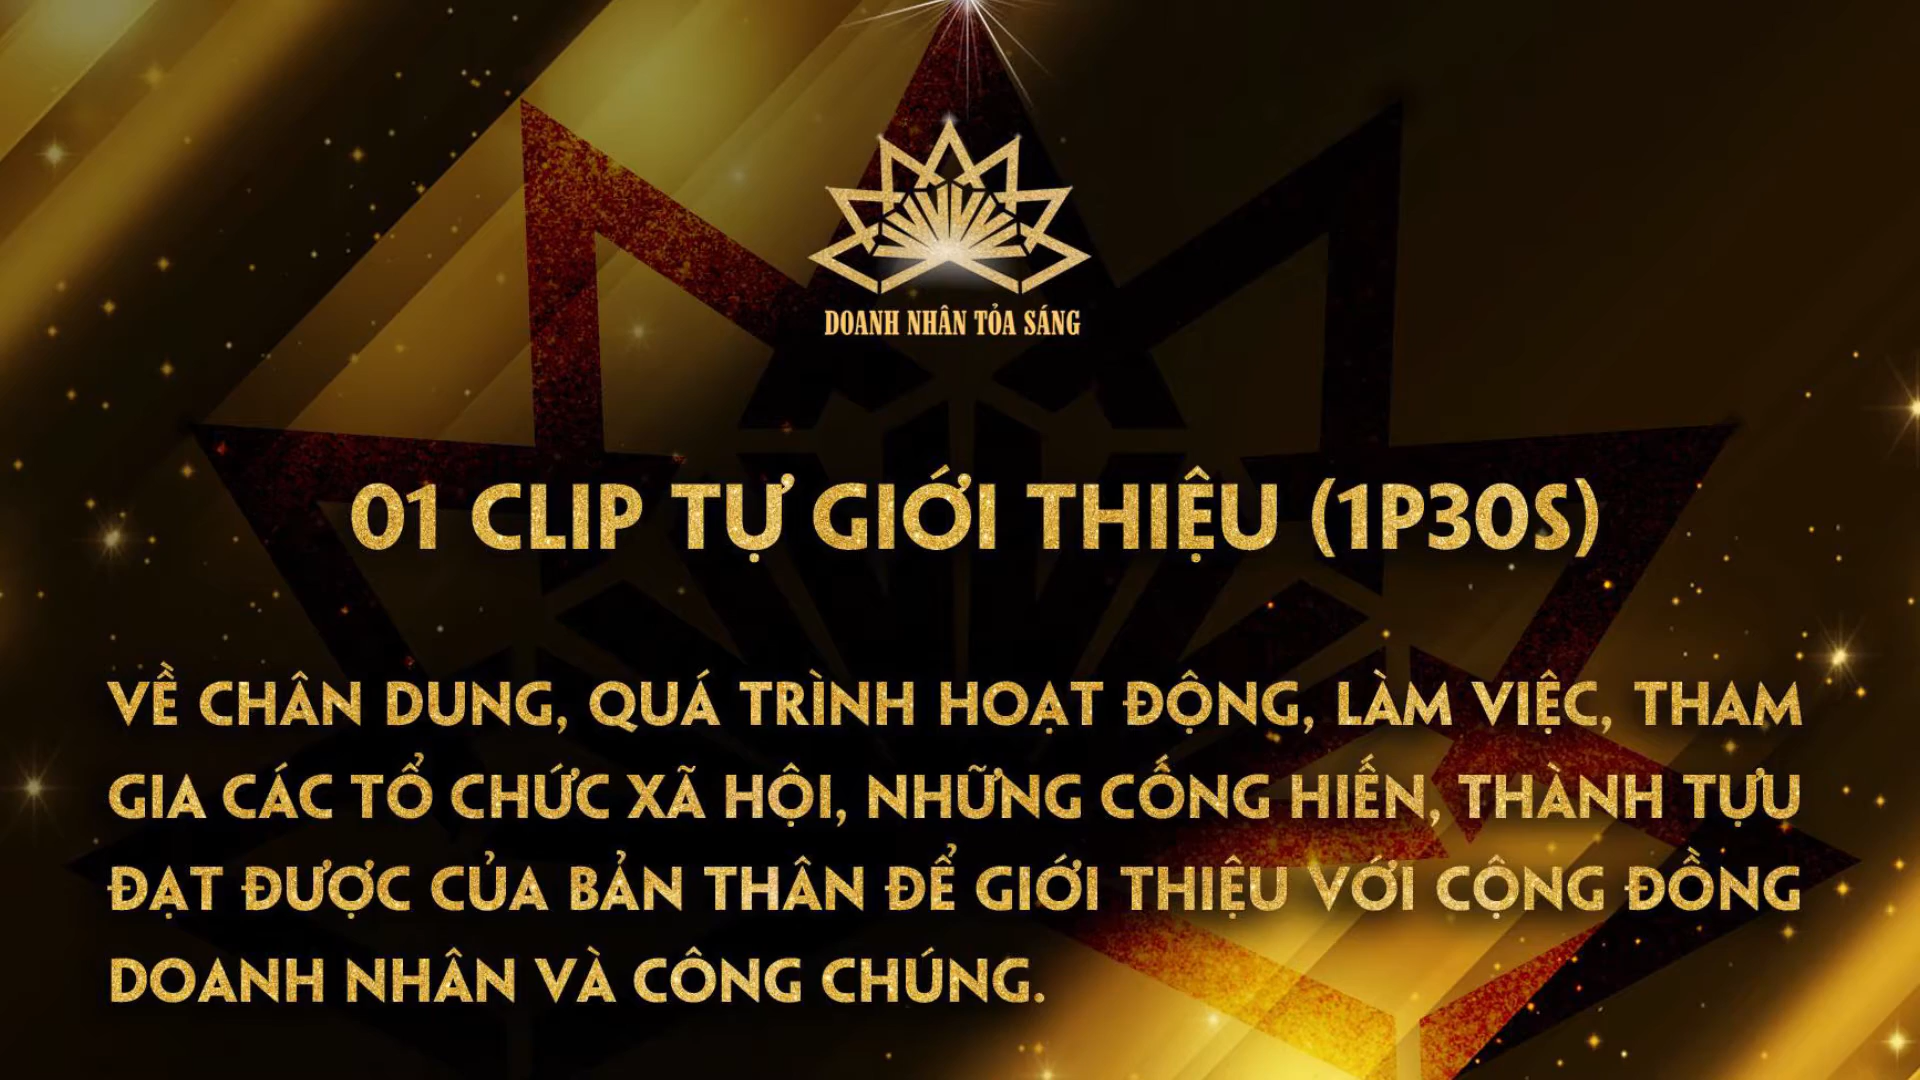 DOANH NHÂN TỎA SÁNG
01 CLIP TỰ GIỚI THIỆU (1P30S)
VỀ CHÂN DUNG, QUÁ TRÌNH HOẠT ĐỘNG, LÀM VIỆC, THAM
GIA CÁC TỔ CHỨC XÃ HỘI, NHỮNG CỐNG HIẾN, THÀNH TỰU
ĐẠT ĐƯỢC CỦA BẢN THÂN ĐỂ GIỚI THIỆU VỚI CỘNG ĐỒNG
DOANH NHÂN VÀ CÔNG CHÚNG.